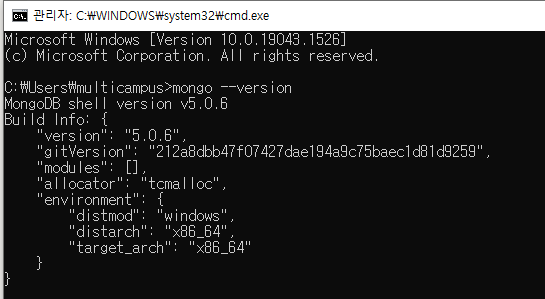 관리자: C:₩WINDOWS₩system32₩cmd.exe
Microsoft Windows [Version 10.0.19043.1526]
(c) Microsoft Corporation. All rights reserved.
C:₩Users₩multicampus>mongo --version
MongoDB shell version v5.0.6
Build Info: {
    "version": "5.0.6",
    "gitVersion": "212a8dbb47f07427dae194a9c75baec1d81d9259",
    "modules": [],
    "allocator": "tcmalloc",
    "environment": {
        "distmod": "windows",
        "distarch": "x86_64",
        "target_arch": "x86_64"
    }
}